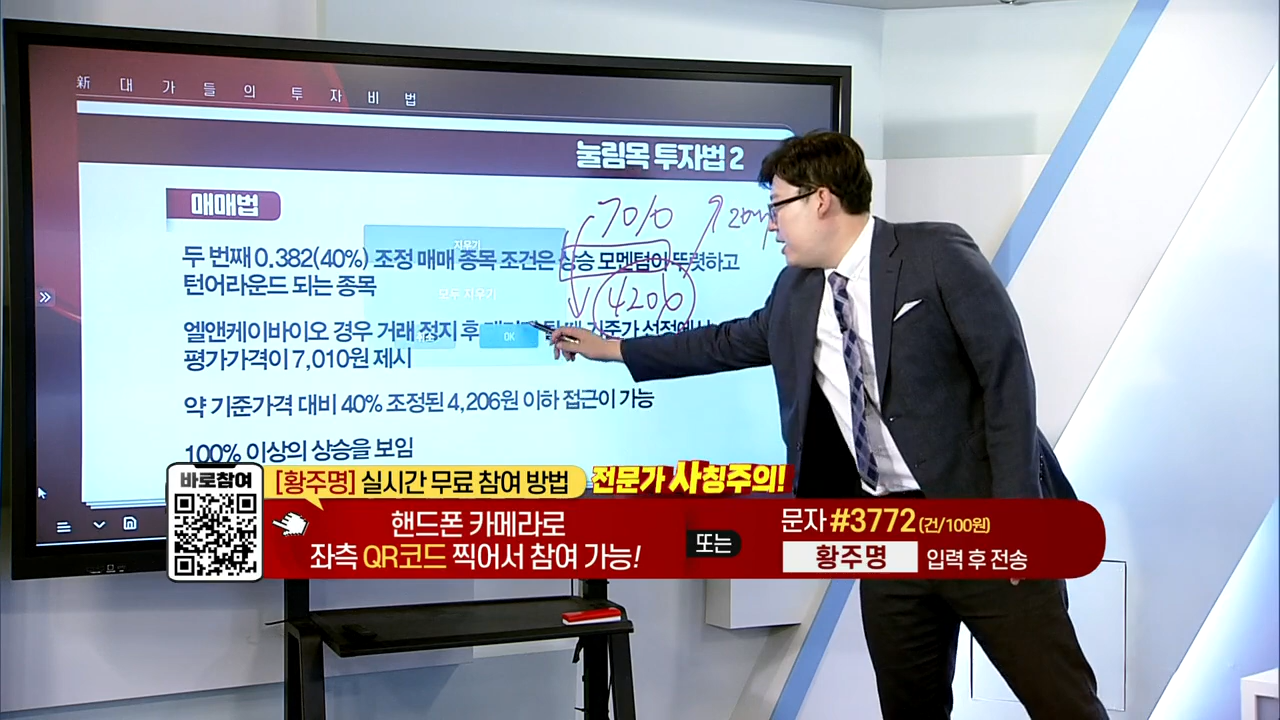 新 대 가 들 의 투 자 비 법
눌림목 투자법 2
매매법
7010
두 번째 0.382(40%) 조정 매매 종목 조건은 상승 모멘텀이 뚜렷하고
턴어라운드 되는 종목
(4206)
지우기
모두 지우기
취소
OK
엘앤케이바이오 경우 거래 정지 후 기준가 선정에서
평가가격이 7,010원 제시
약 기준가격 대비 40% 조정된 4,206원 이하 접근이 가능
100% 이상의 상승을 보임
바로참여
[황주명] 실시간 무료 참여 방법
전문가 사칭주의!
핸드폰 카메라로
좌측 QR코드 찍어서 참여 가능!
또는
문자 #3772 (건/100원)
황주명 입력 후 전송